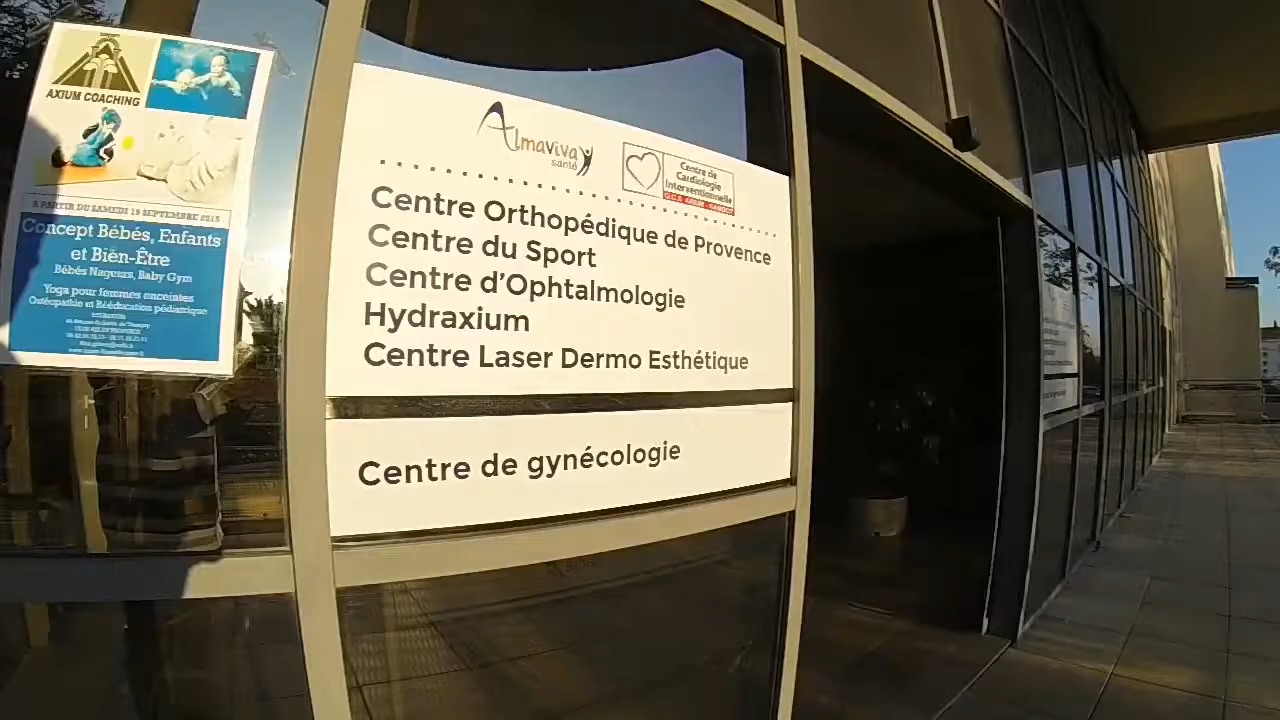 AXIUM COACHING
A PARTIR DU SAMEDI 19 SEPTEMBRE 2015
Concept Bébés, Enfants
et Bien-Être
Bébés Nageurs, Baby Gym
Yoga pour femmes enceintes
Ostéopathie et Rééducation pédiatrique
Almaviva
santé
Centre de
Cardiologie
Interventionnelle
Centre Orthopédique de Provence
Centre du Sport
Centre d'Ophtalmologie
Hydraxium
Centre Laser Dermo Esthétique
Centre de gynécologie